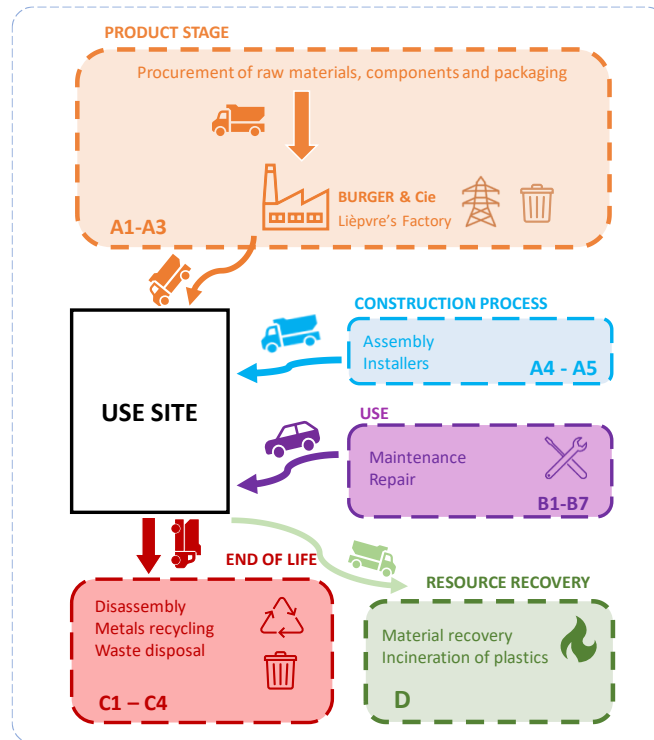 PRODUCT STAGE
Procurement of raw materials, components and packaging
BURGER & Cie
Lièpvre's Factory
A1-A3
CONSTRUCTION PROCESS
Assembly
Installers
A4 - A5
USE SITE
USE
Maintenance
Repair
B1-B7
END OF LIFE
Disassembly
Metals recycling
Waste disposal
C1 – C4
RESOURCE RECOVERY
Material recovery
Incineration of plastics
D